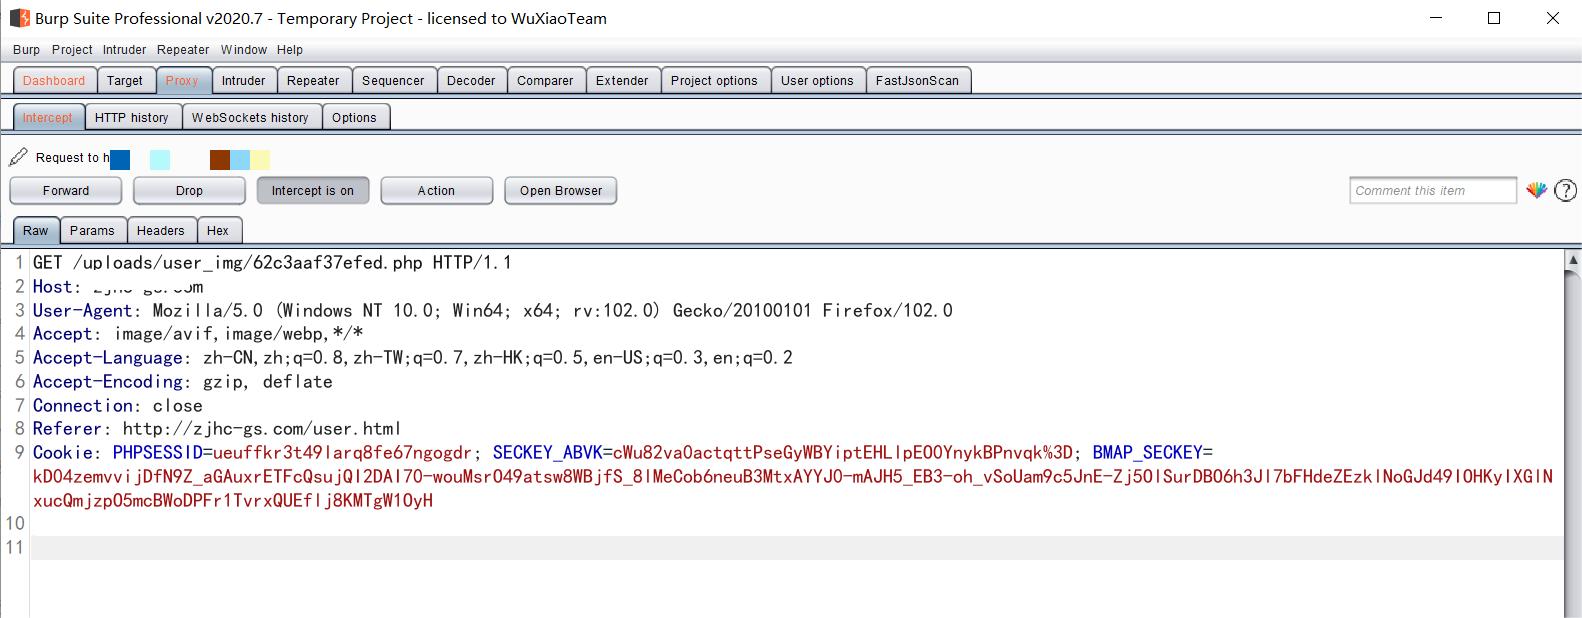 Burp Suite Professional v2020.7 - Temporary Project - licensed to WuXiaoTeam
Burp Project Intruder Repeater Window Help
Dashboard Target Proxy Intruder Repeater Sequencer Decoder Comparer Extender Project options User options FastJsonScan
Intercept HTTP history WebSockets history Options
Request to h
Forward Drop Intercept is on Action Open Browser Comment this item ?
Raw Params Headers Hex
1 GET /uploads/user_img/62c3aaf37efed.php HTTP/1.1
2 Host:
3 User-Agent: Mozilla/5.0 (Windows NT 10.0; Win64; x64; rv:102.0) Gecko/20100101 Firefox/102.0
4 Accept: image/avif,image/webp,*/*
5 Accept-Language: zh-CN,zh;q=0.8,zh-TW;q=0.7,zh-HK;q=0.5,en-US;q=0.3,en;q=0.2
6 Accept-Encoding: gzip, deflate
7 Connection: close
8 Referer: http://zjhc-gs.com/user.html
9 Cookie: PHPSESSID=ueuffkr3t49larq8fe67ngogdr; SECKEY_ABVK=cWu82va0actqttPseGyWBYiptEHLlpE0OYnykBPnvqk%3D; BMAP_SECKEY=
kD04zemvvijDfN9Z_aGAuxrETFcQsujQI2DAI70-wouMsrO49atsw8WBjfS_8lMeCob6neuB3MtxAYYJ0-mAJH5_EB3-oh_vSoUam9c5JnE-Zj5OlSurDBO6h3Jl7bFHdeZEzklNoGJd49lOHKylXGlN
xucQmjzpO5mcBWoDPFr1TvrxQUEflj8KMTgW1OyH
10
11